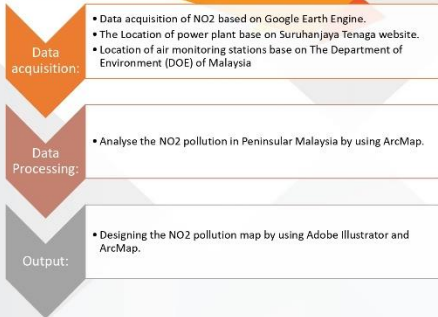 Data
acquisition:
• Data acquisition of NO2 based on Google Earth Engine.
• The Location of power plant base on Suruhanjaya Tenaga website.
• Location of air monitoring stations base on The Department of
Environment (DOE) of Malaysia
Data
Processing:
• Analyse the NO2 pollution in Peninsular Malaysia by using ArcMap.
Output:
• Designing the NO2 pollution map by using Adobe Illustrator and
ArcMap.